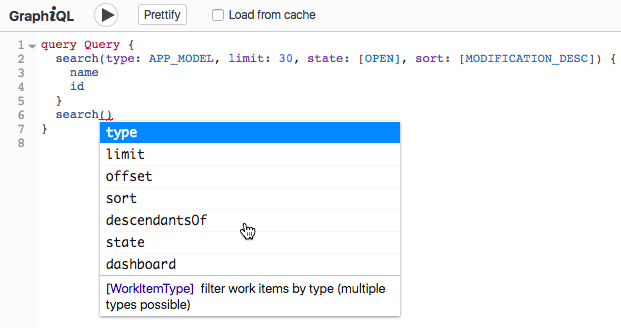 GraphiQL Prettify Load from cache
1 query Query {
2 search(type: APP_MODEL, limit: 30, state: [OPEN], sort: [MODIFICATION_DESC]) {
3 name
4 id
5 }
6 search()
7 }
8
type
limit
offset
sort
descendantsOf
state
dashboard
[WorkItemType] filter work items by type (multiple
types possible)